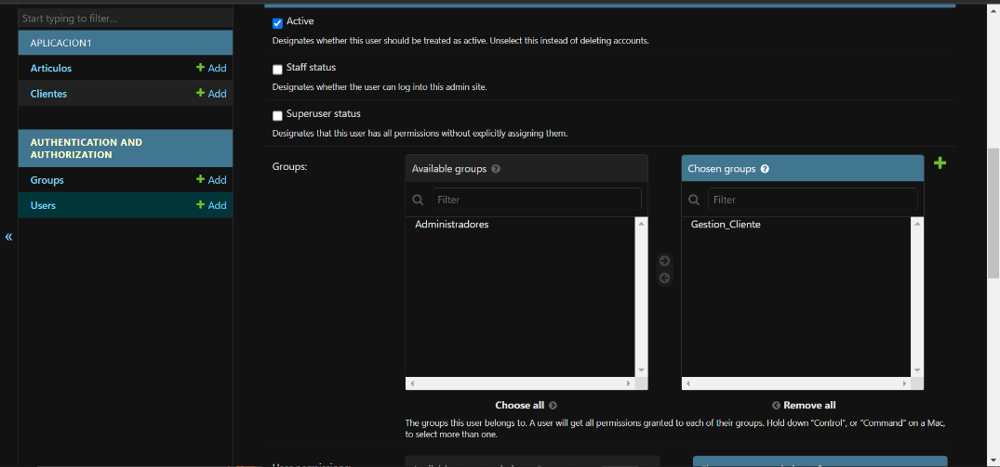 Start typing to filter...
APLICACION1
Articulos
+ Add
Clientes
+ Add
AUTHENTICATION AND
AUTHORIZATION
Groups
+ Add
Users
+ Add
«
Active
Designates whether this user should be treated as active. Unselect this instead of deleting accounts.
Staff status
Designates whether the user can log into this admin site.
Superuser status
Designates that this user has all permissions without explicitly assigning them.
Groups:
Available groups ?
Filter
Administradores
Choose all
Chosen groups ?
Filter
Gestion_Cliente
Remove all
The groups this user belongs to. A user will get all permissions granted to each of their groups. Hold down “Control”, or “Command” on a Mac,
to select more than one.